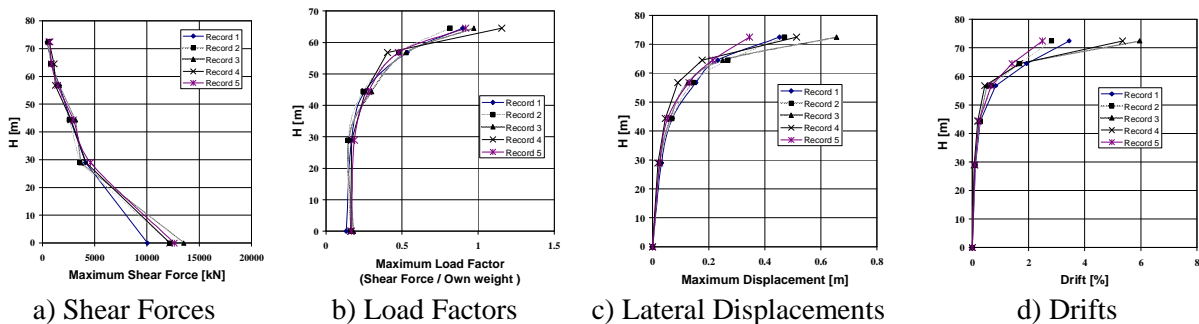 80
70
60
50
40
30
20
10
0
H [m]
0
5000
10000
15000
20000
Maximum Shear Force [kN]
Record 1
Record 2
Record 3
Record 4
Record 5
a) Shear Forces
70
60
50
40
30
20
10
0
H [m]
0
0.5
1
1.5
Maximum Load Factor
(Shear Force / Own weight )
Record 1
Record 2
Record 3
Record 4
Record 5
b) Load Factors
80
70
60
50
40
30
20
10
0
H [m]
0
0.2
0.4
0.6
0.8
Maximum Displacement [m]
Record 1
Record 2
Record 3
Record 4
Record 5
c) Lateral Displacements
80
70
60
50
40
30
20
10
0
H [m]
0
2
4
6
8
Drift [%]
Record 1
Record 2
Record 3
Record 4
Record 5
d) Drifts